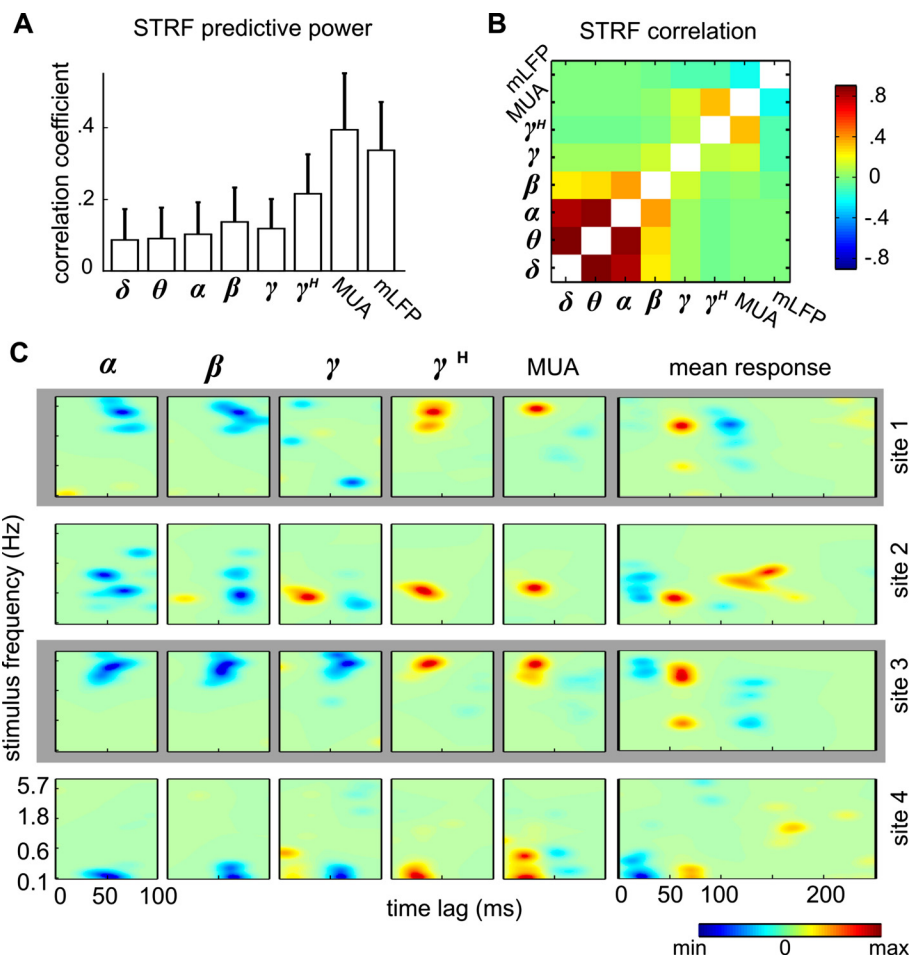 A STRF predictive power
correlation coefficient
.4
.2
0
δ θ α β γ γH MUA mLFP
B STRF correlation
mLFP
MUA
γH
γ
β
α
θ
δ
δ θ α β γ γH MUA mLFP
.8
.4
0
-.4
-.8
C
α β γ γ H MUA mean response
site 1
site 2
site 3
site 4
stimulus frequency (Hz)
5.7
1.8
0.6
0.1
0 50 100 0 50 100 200
time lag (ms)
min 0 max